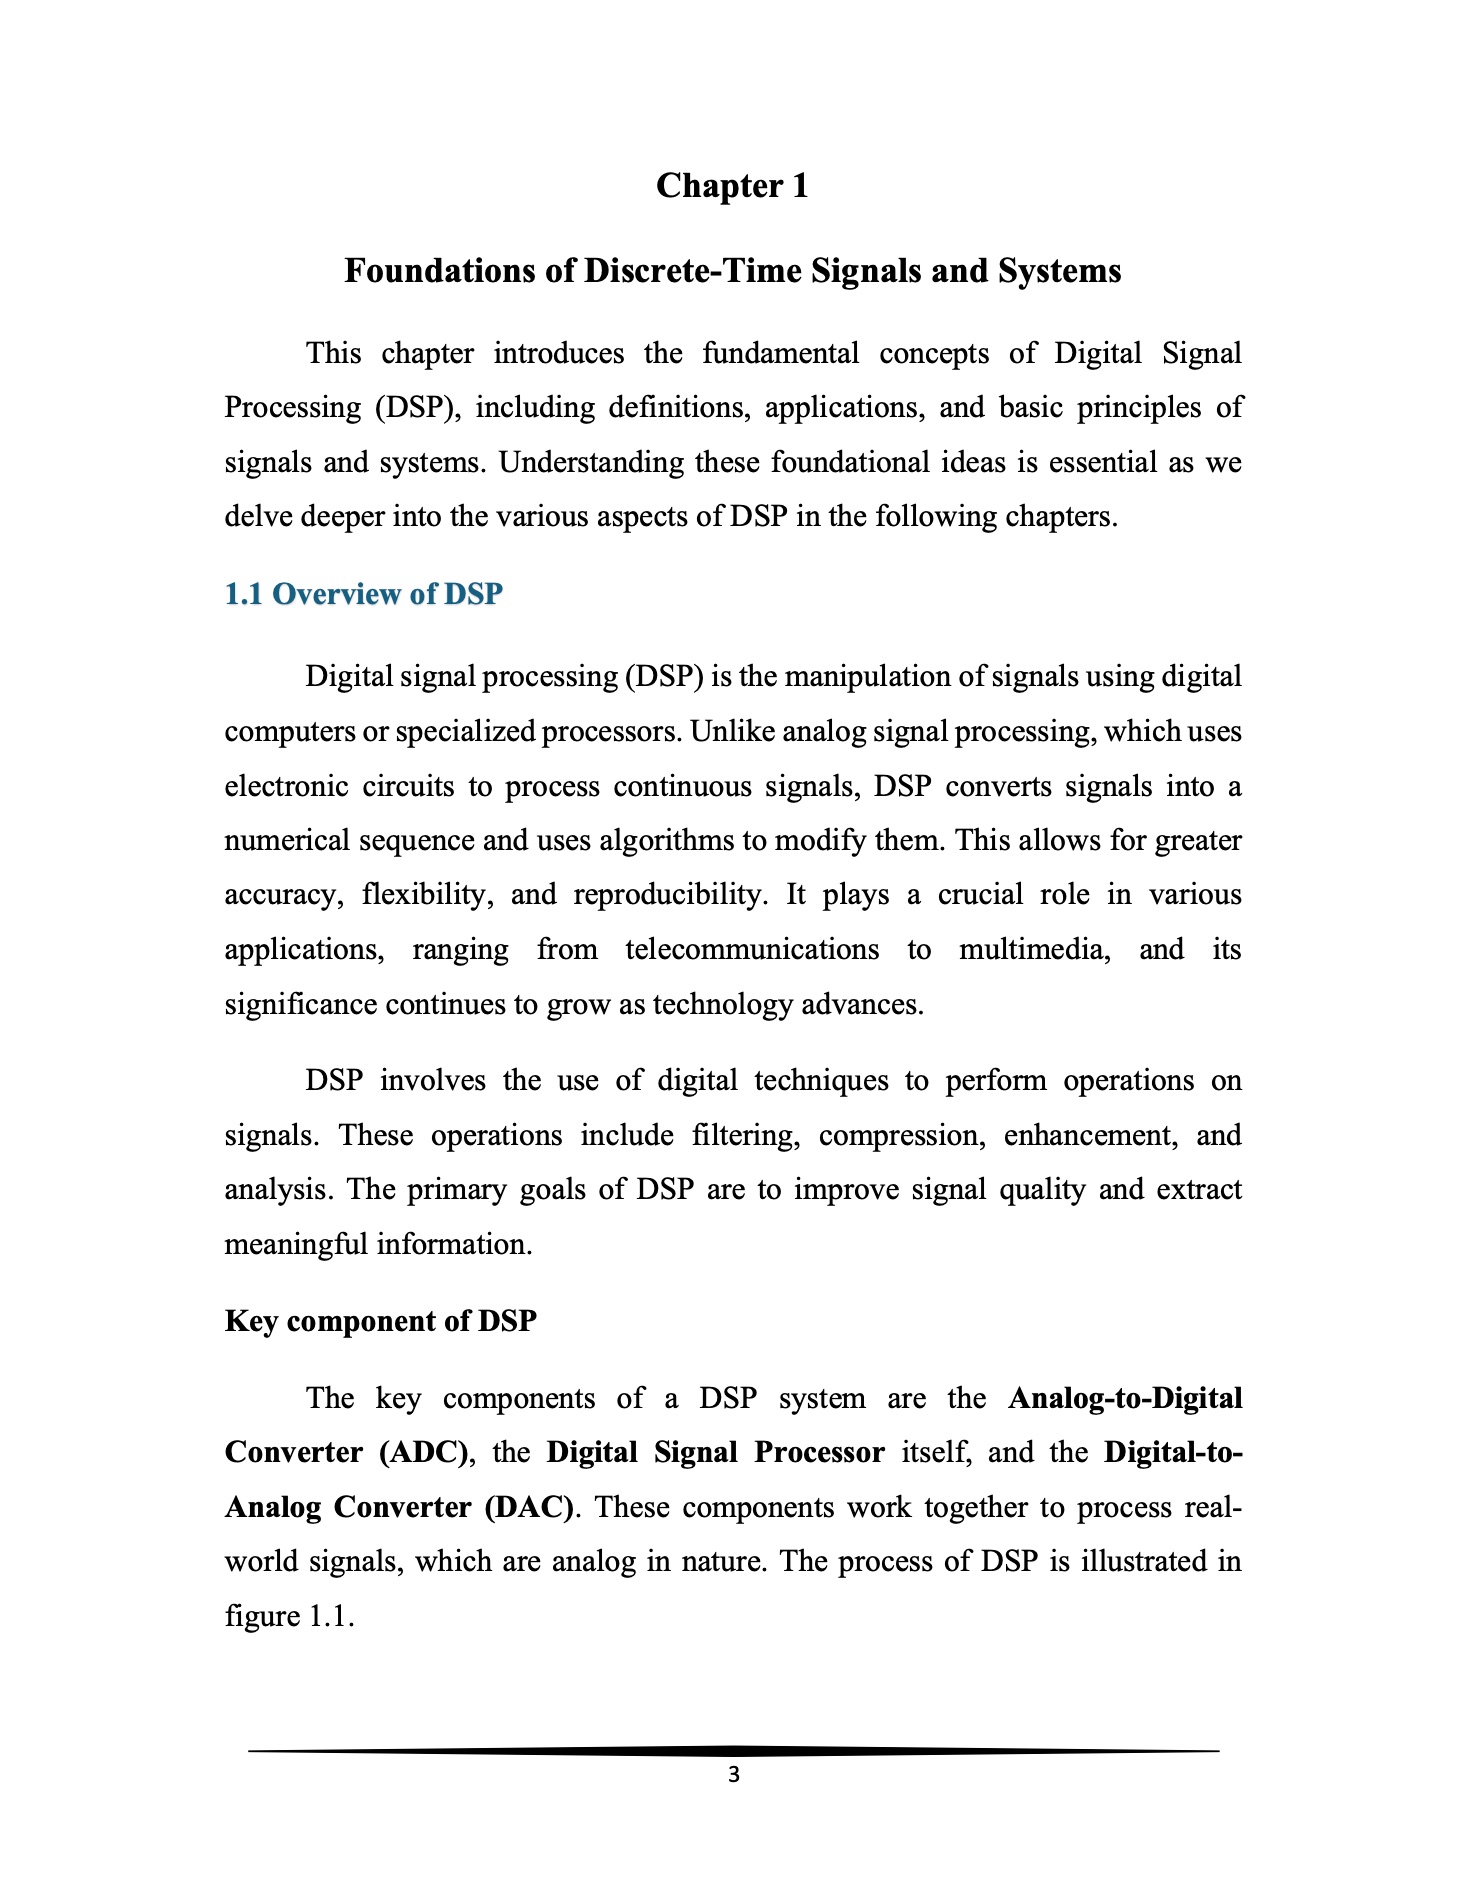 Chapter 1
Foundations of Discrete-Time Signals and Systems
This chapter introduces the fundamental concepts of Digital Signal
Processing (DSP), including definitions, applications, and basic principles of
signals and systems. Understanding these foundational ideas is essential as we
delve deeper into the various aspects of DSP in the following chapters.
1.1 Overview of DSP
Digital signal processing (DSP) is the manipulation of signals using digital
computers or specialized processors. Unlike analog signal processing, which uses
electronic circuits to process continuous signals, DSP converts signals into a
numerical sequence and uses algorithms to modify them. This allows for greater
accuracy, flexibility, and reproducibility. It plays a crucial role in various
applications, ranging from telecommunications to multimedia, and its
significance continues to grow as technology advances.
DSP involves the use of digital techniques to perform operations on
signals. These operations include filtering, compression, enhancement, and
analysis. The primary goals of DSP are to improve signal quality and extract
meaningful information.
Key component of DSP
The key components of a DSP system are the Analog-to-Digital
Converter (ADC), the Digital Signal Processor itself, and the Digital-to-
Analog Converter (DAC). These components work together to process real-
world signals, which are analog in nature. The process of DSP is illustrated in
figure 1.1.
3